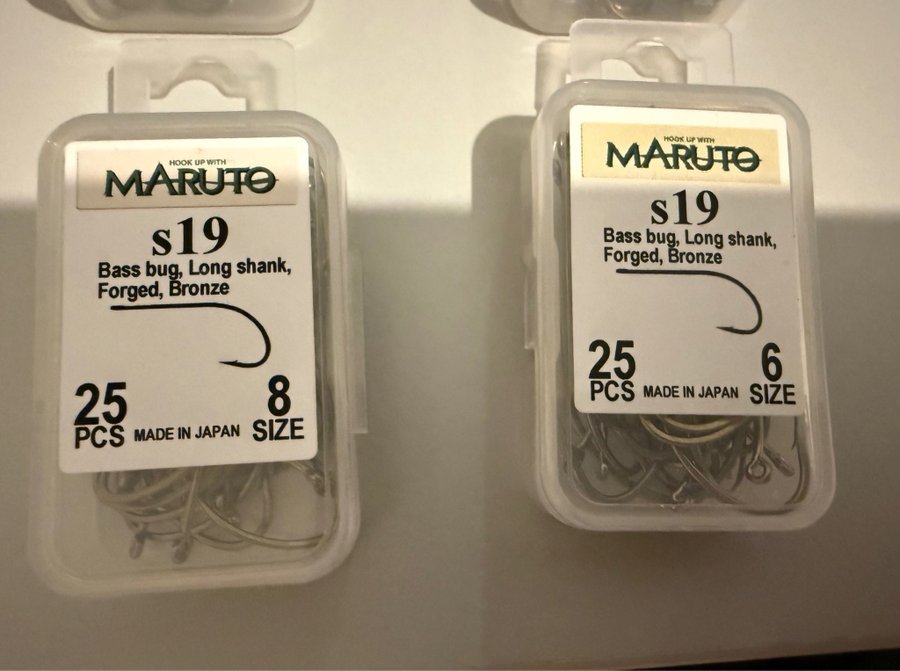 HOOK UP WITH
MARUTO
s19
Bass bug, Long shank,
Forged, Bronze
25
PCS
MADE IN JAPAN
8
SIZE
HOOK UP WITH
MARUTO
s19
Bass bug, Long shank,
Forged, Bronze
25
PCS
MADE IN JAPAN
6
SIZE